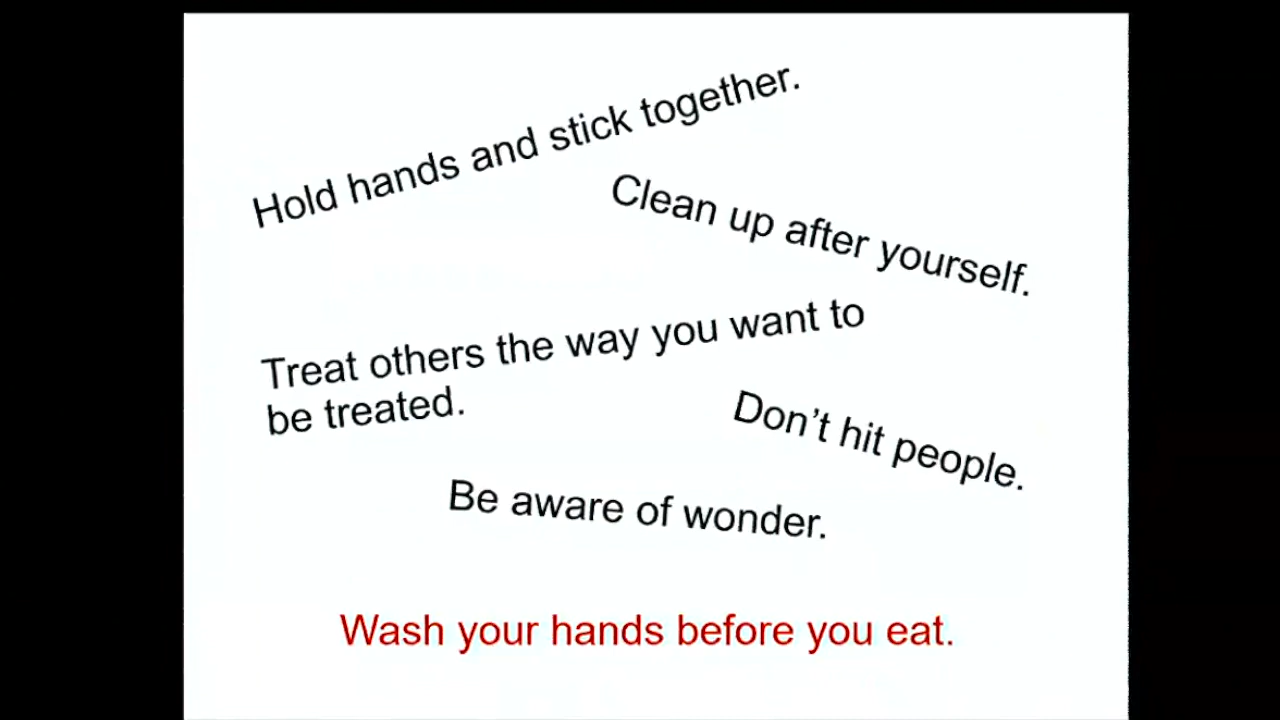 Hold hands and stick together.
Clean up after yourself.
Treat others the way you want to
be treated.
Don’t hit people.
Be aware of wonder.
Wash your hands before you eat.